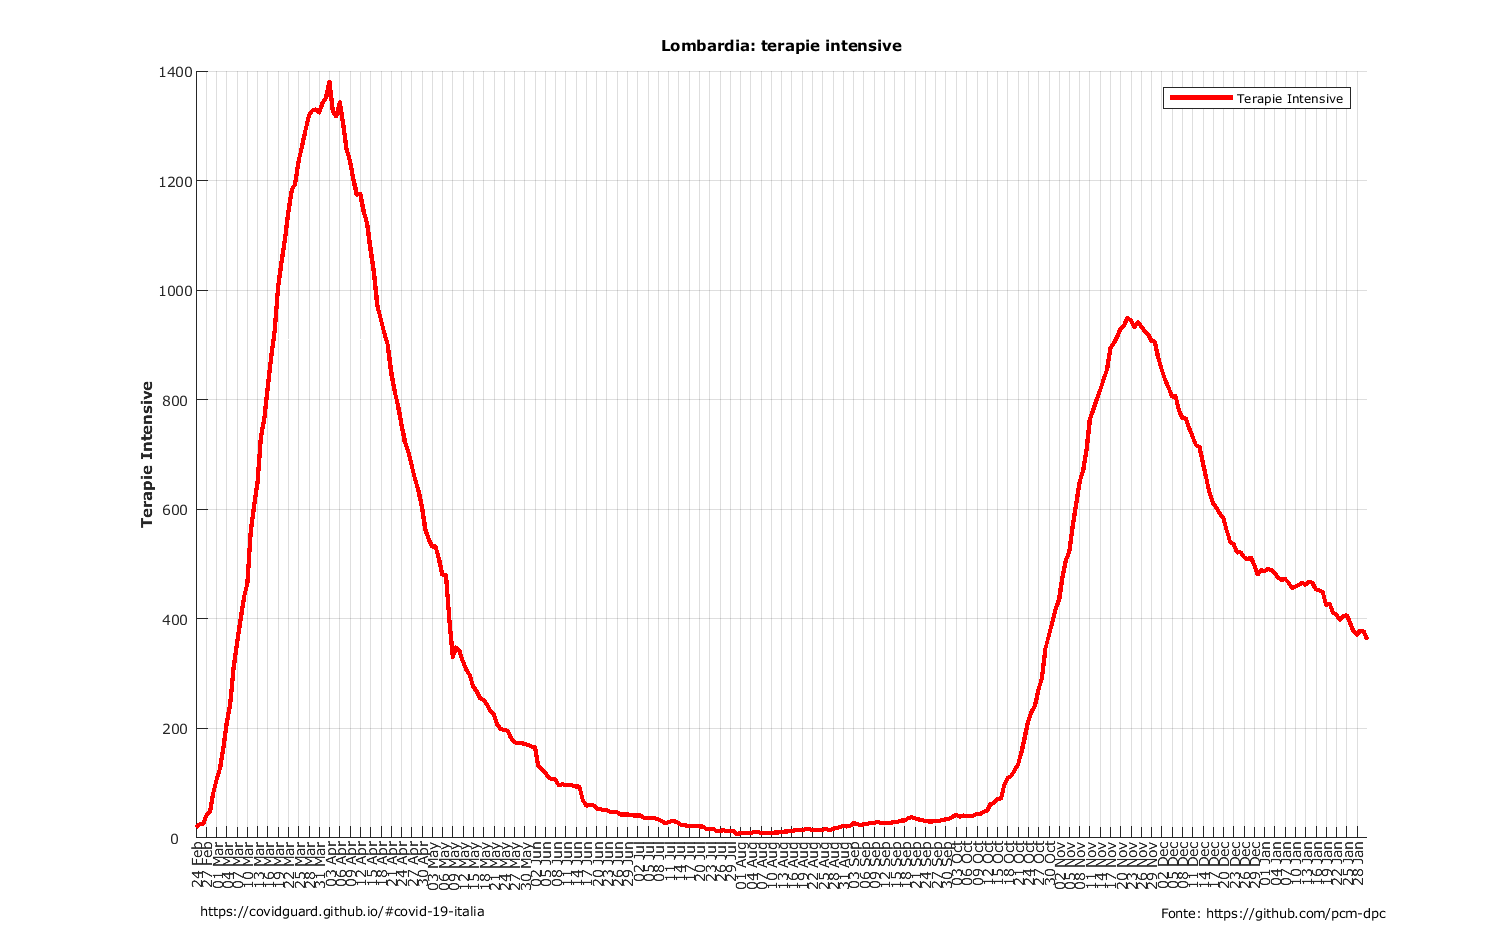 Lombardia: terapie intensive
Terapie Intensive
1400
1200
1000
800
600
400
200
0
Terapie Intensive
24 Feb
27 Feb
01 Mar
04 Mar
07 Mar
10 Mar
13 Mar
16 Mar
19 Mar
22 Mar
25 Mar
28 Mar
31 Mar
03 Apr
06 Apr
09 Apr
12 Apr
15 Apr
18 Apr
21 Apr
24 Apr
27 Apr
30 Apr
03 May
06 May
09 May
12 May
15 May
18 May
21 May
24 May
27 May
30 May
02 Jun
05 Jun
08 Jun
11 Jun
14 Jun
17 Jun
20 Jun
23 Jun
26 Jun
29 Jun
02 Jul
05 Jul
08 Jul
11 Jul
14 Jul
17 Jul
20 Jul
23 Jul
26 Jul
29 Jul
01 Aug
04 Aug
07 Aug
10 Aug
13 Aug
16 Aug
19 Aug
22 Aug
25 Aug
28 Aug
31 Aug
03 Sep
06 Sep
09 Sep
12 Sep
15 Sep
18 Sep
21 Sep
24 Sep
27 Sep
30 Sep
03 Oct
06 Oct
09 Oct
12 Oct
15 Oct
18 Oct
21 Oct
24 Oct
27 Oct
30 Oct
02 Nov
05 Nov
08 Nov
11 Nov
14 Nov
17 Nov
20 Nov
23 Nov
26 Nov
29 Nov
02 Dec
05 Dec
08 Dec
11 Dec
14 Dec
17 Dec
20 Dec
23 Dec
26 Dec
29 Dec
01 Jan
04 Jan
07 Jan
10 Jan
13 Jan
16 Jan
19 Jan
22 Jan
25 Jan
28 Jan
https://covidguard.github.io/#covid-19-italia
Fonte: https://github.com/pcm-dpc